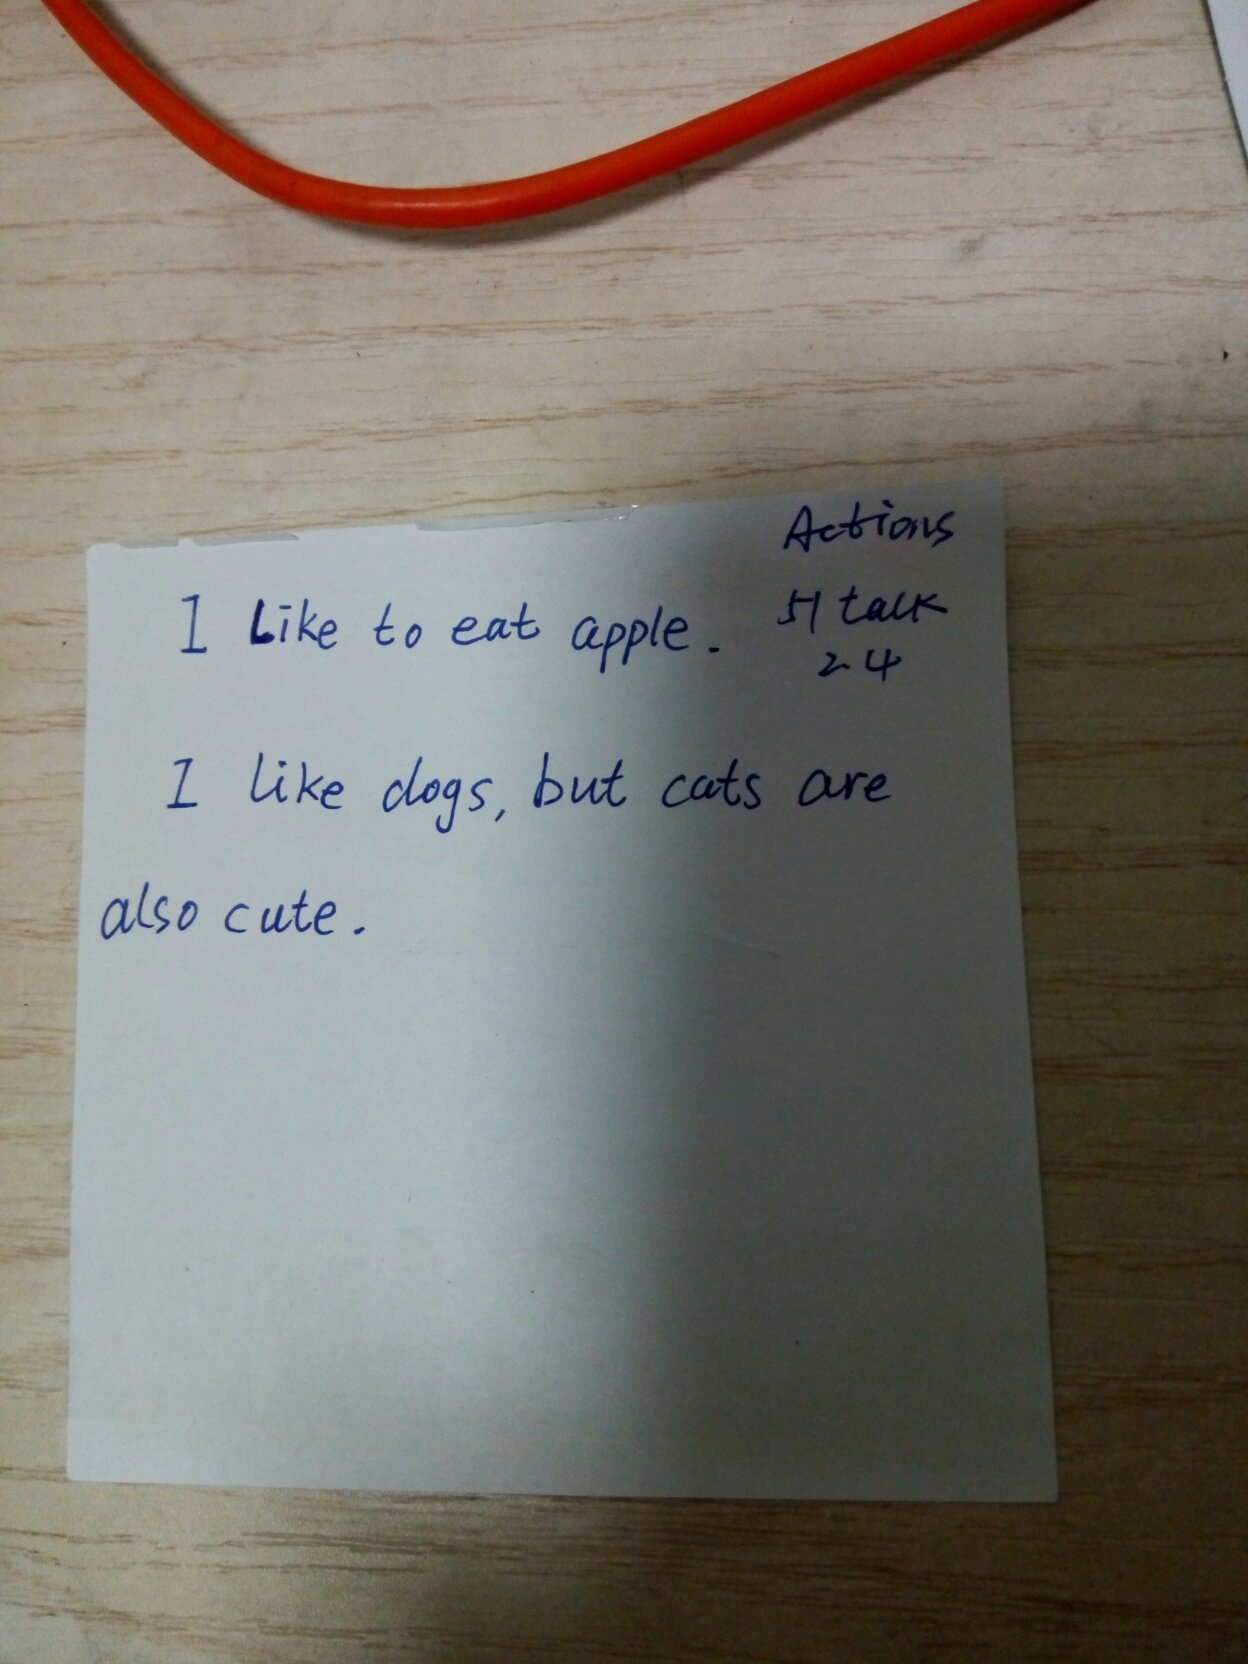 Actions
I Like to eat apple. 51 talk
24
I like dogs, but cats are
also cute.